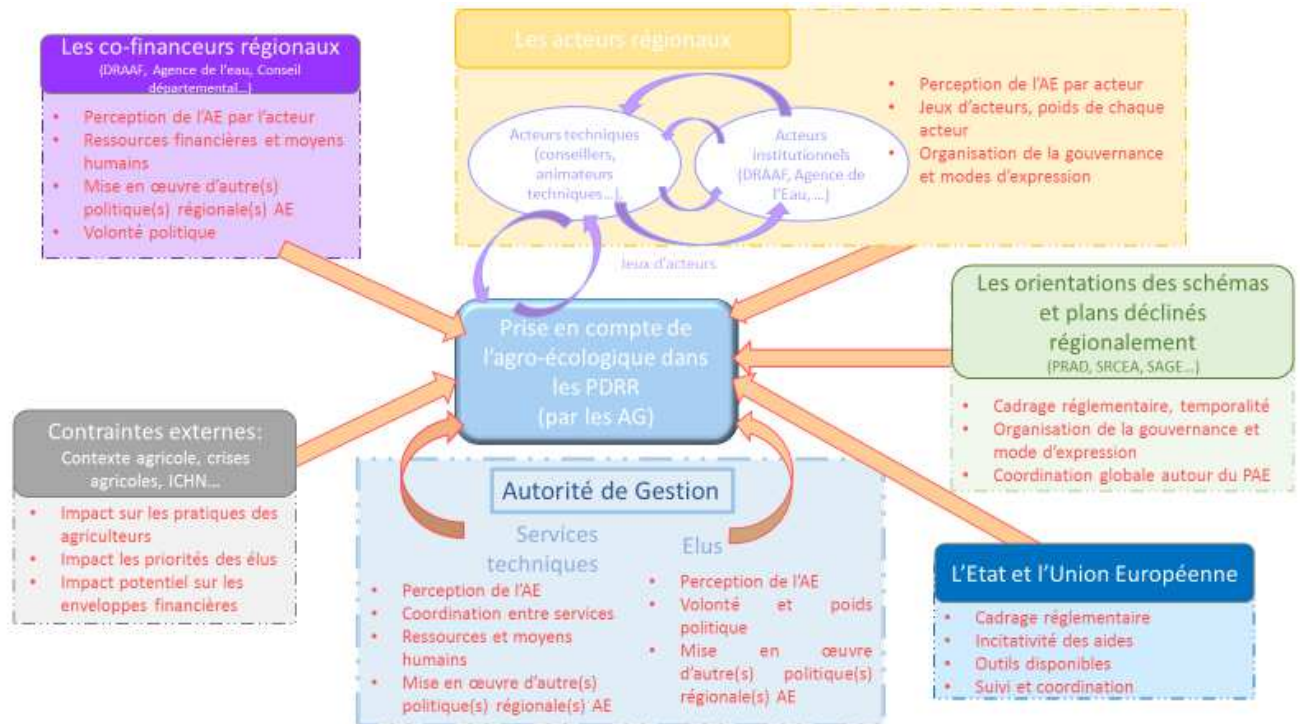 Les co-financeurs régionaux
(DRAAF, Agence de l'eau, Conseil
départemental...)
• Perception de l'AE par l'acteur
• Ressources financières et moyens
humains
• Mise en œuvre d'autre(s)
politique(s) régionale(s) AE
• Volonté politique
Les acteurs régionaux
Acteurs techniques
(conseillers,
animateurs
techniques...),
Acteurs
institutionnels
(DRAAF, Agence de
l'Eau, ...)
• Perception de l'AE par acteur
• Jeux d'acteurs, poids de chaque
acteur
• Organisation de la gouvernance
et modes d'expression
Jeux d'acteurs
Prise en compte de
l'agro-écologique dans
les PDRR
(par les AG)
Les orientations des schémas
et plans déclinés
régionalement
(PRAD, SRCEA, SAGE...)
• Cadrage réglementaire, temporalité
• Organisation de la gouvernance et
mode d'expression
• Coordination globale autour du PAE
Contraintes externes:
Contexte agricole, crises
agricoles, ICHN...
• Impact sur les pratiques des
agriculteurs
• Impact les priorités des élus
• Impact potentiel sur les
enveloppes financières
Autorité de Gestion
Services
techniques
• Perception de l'AE
• Coordination entre services
• Ressources et moyens
humains
• Mise en œuvre d'autre(s)
politique(s) régionale(s) AE
Elus
• Perception de l'AE
• Volonté et poids
politique
• Mise en œuvre
d'autre(s) politique(s)
régionale(s) AE
L'Etat et l'Union Européenne
• Cadrage réglementaire
• Incitativité des aides
• Outils disponibles
• Suivi et coordination